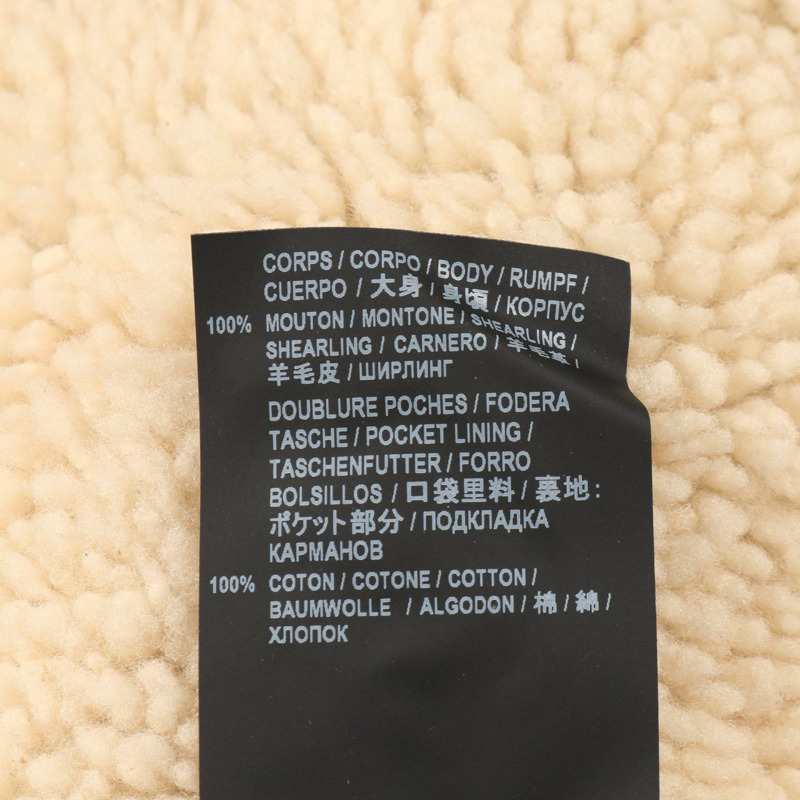 CORPS / CORPO / BODY / RUMPF /
CUERPO / 大身 / 身頃 / КОРПУС
100% MOUTON / MONTONE / SHEARLING /
SHEARLING / CARNERO / 羊毛革 /
羊毛皮 / ШИРЛИНГ
DOUBLURE POCHES / FODERA
TASCHE / POCKET LINING /
TASCHENFUTTER / FORRO
BOLSILLOS / 口袋里料 / 裏地:
ポケット部分 / ПОДКЛАДКА
КАРМАНОВ
100% COTON / COTONE / COTTON /
BAUMWOLLE / ALGODON / 棉 / 綿 /
ХЛОПОК